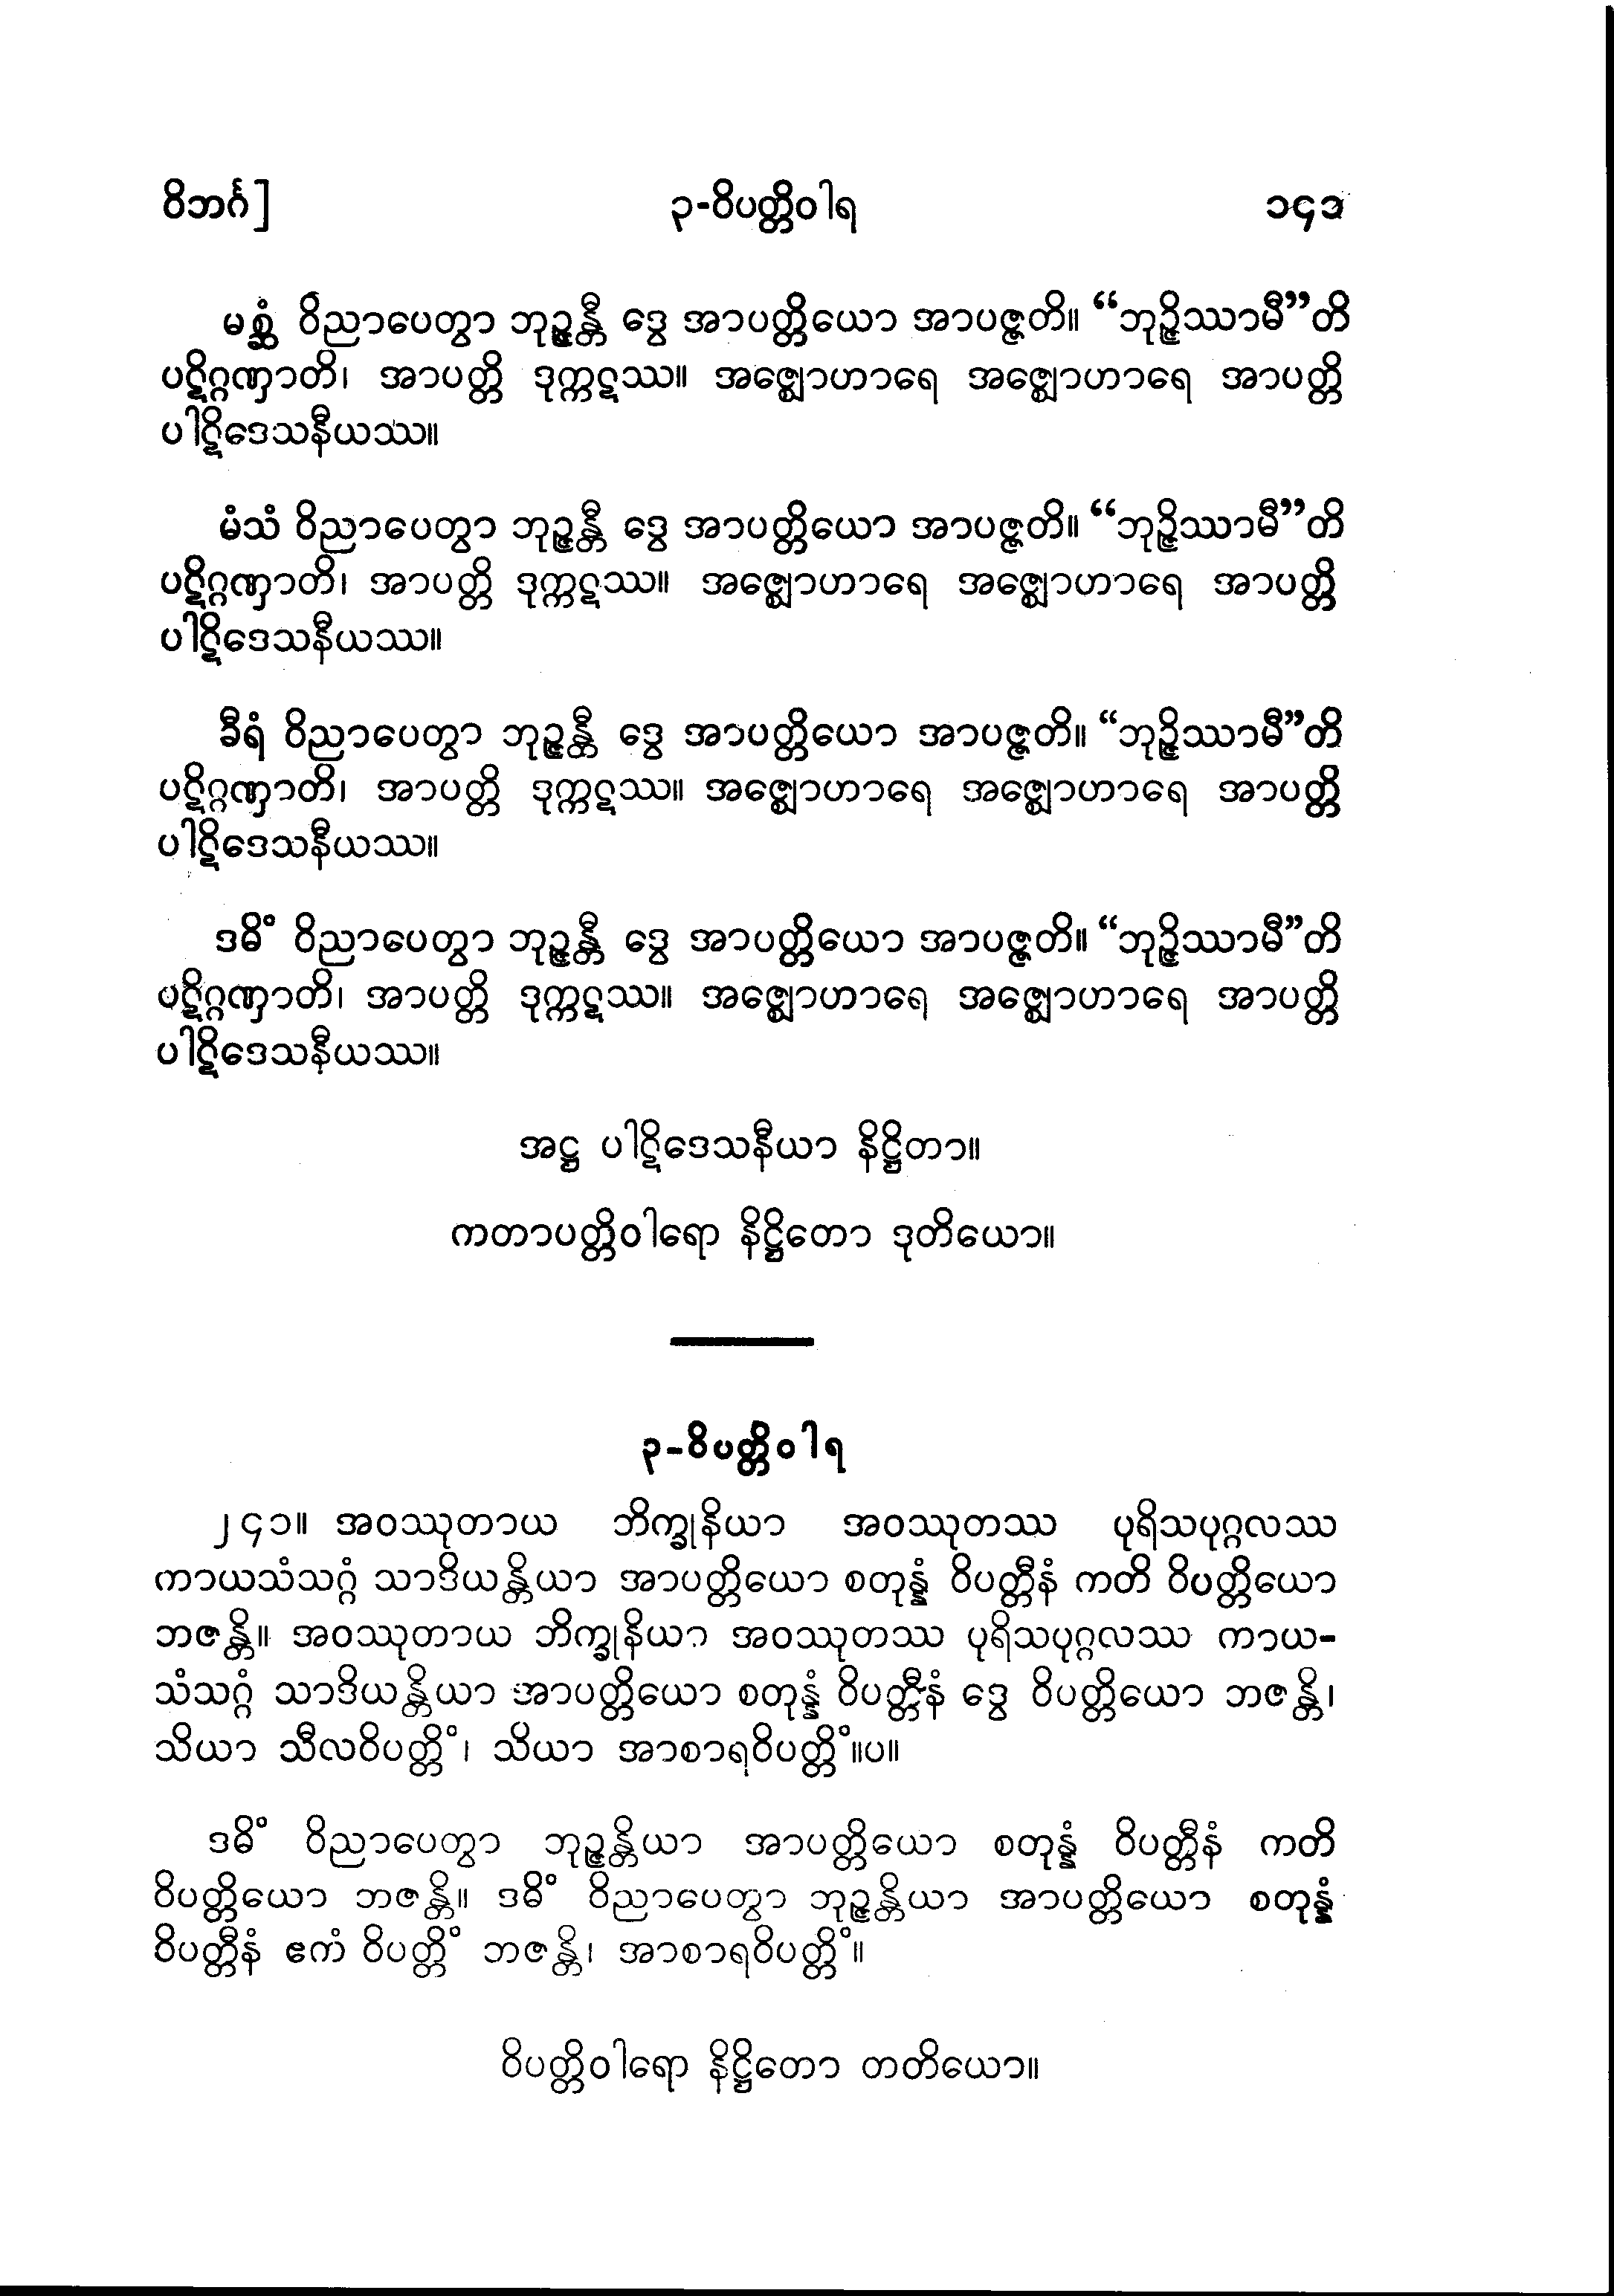 ဝိဘင်္ဂ]
၃-ဝိပတ္တိဝါရ
၁၄၁
မစ္ဆံ ဝိညာပေတွာ ဘုဉ္ဇန္တီ ဒွေ အာပတ္တိယော အာပဇ္ဇတိ။ “ဘုဉ္ဇိဿာမီ”တိ
ပဋိဂ္ဂဏှာတိ၊ အာပတ္တိ ဒုက္ကဋဿ။ အဇ္ဈောဟာရေ အဇ္ဈောဟာရေ အာပတ္တိ
ပါဋိဒေသနီယဿ။
မံသံ ဝိညာပေတွာ ဘုဉ္ဇန္တီ ဒွေ အာပတ္တိယော အာပဇ္ဇတိ။ “ဘုဉ္ဇိဿာမီ”တိ
ပဋိဂ္ဂဏှာတိ၊ အာပတ္တိ ဒုက္ကဋဿ။ အဇ္ဈောဟာရေ အဇ္ဈောဟာရေ အာပတ္တိ
ပါဋိဒေသနီယဿ။
ခီရံ ဝိညာပေတွာ ဘုဉ္ဇန္တီ ဒွေ အာပတ္တိယော အာပဇ္ဇတိ။ “ဘုဉ္ဇိဿာမီ”တိ
ပဋိဂ္ဂဏှာတိ၊ အာပတ္တိ ဒုက္ကဋဿ။ အဇ္ဈောဟာရေ အဇ္ဈောဟာရေ အာပတ္တိ
ပါဋိဒေသနီယဿ။
ဒဓိံ ဝိညာပေတွာ ဘုဉ္ဇန္တီ ဒွေ အာပတ္တိယော အာပဇ္ဇတိ။ “ဘုဉ္ဇိဿာမီ”တိ
ပဋိဂ္ဂဏှာတိ၊ အာပတ္တိ ဒုက္ကဋဿ။ အဇ္ဈောဟာရေ အဇ္ဈောဟာရေ အာပတ္တိ
ပါဋိဒေသနီယဿ။
အဋ္ဌ ပါဋိဒေသနီယာ နိဋ္ဌိတာ။
ကတာပတ္တိဝါရော နိဋ္ဌိတော ဒုတိယော။
၃-ဝိပတ္တိဝါရ
၂၄၁။ အဝဿုတာယ ဘိက္ခုနိယာ အဝဿုတဿ ပုရိသပုဂ္ဂလဿ
ကာယသံသဂ္ဂံ သာဒိယန္တိယာ အာပတ္တိယော စတုန္နံ ဝိပတ္တီနံ ကတိ ဝိပတ္တိယော
ဘဇန္တိ။ အဝဿုတာယ ဘိက္ခုနိယာ အဝဿုတဿ ပုရိသပုဂ္ဂလဿ ကာယ-
သံသဂ္ဂံ သာဒိယန္တိယာ အာပတ္တိယော စတုန္နံ ဝိပတ္တီနံ ဒွေ ဝိပတ္တိယော ဘဇန္တိ၊
သိယာ သီလဝိပတ္တိံ၊ သိယာ အာစာရဝိပတ္တိံ။ပ။
ဒဓိံ ဝိညာပေတွာ ဘုဉ္ဇန္တိယာ အာပတ္တိယော စတုန္နံ ဝိပတ္တီနံ ကတိ
ဝိပတ္တိယော ဘဇန္တိ။ ဒဓိံ ဝိညာပေတွာ ဘုဉ္ဇန္တိယာ အာပတ္တိယော စတုန္နံ
ဝိပတ္တီနံ ဧကံ ဝိပတ္တိံ ဘဇန္တိ၊ အာစာရဝိပတ္တိံ။
ဝိပတ္တိဝါရော နိဋ္ဌိတော တတိယော။